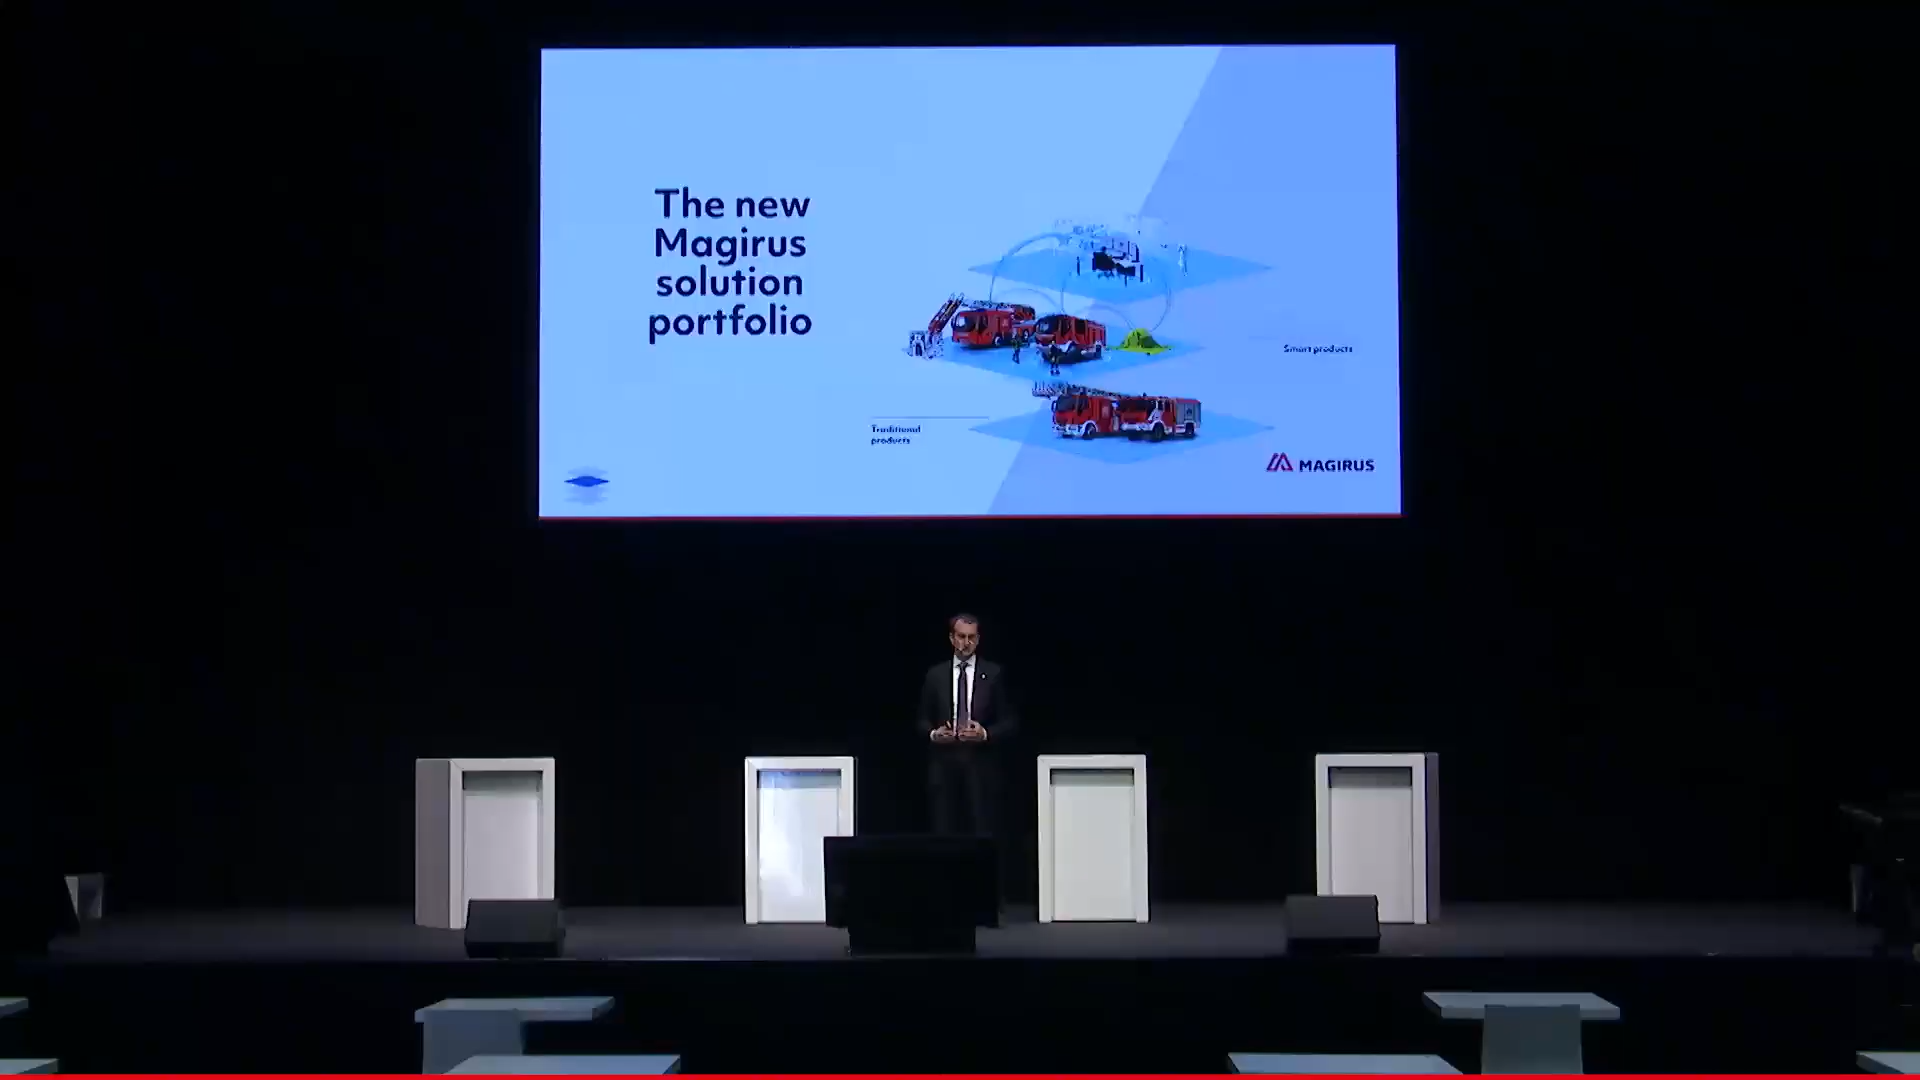 The new
Magirus
solution
portfolio
Smart products
Traditional
products
MAGIRUS